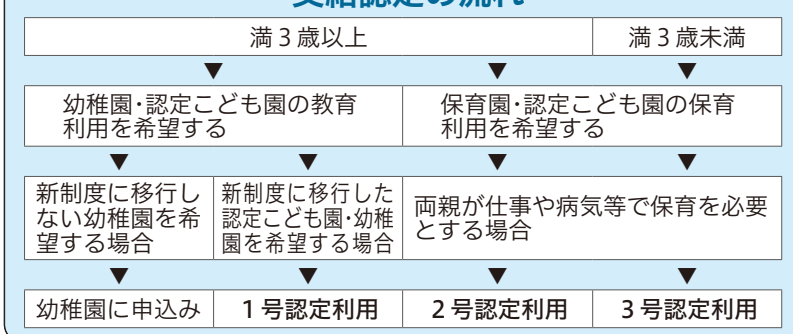 満3歳以上
満3歳未満
▼
▼
▼
幼稚園・認定こども園の教育
利用を希望する
保育園・認定こども園の保育
利用を希望する
▼
▼
▼
▼
新制度に移行し
ない幼稚園を希
望する場合
新制度に移行した
認定こども園・幼稚
園を希望する場合
両親が仕事や病気等で保育を必要
とする場合
▼
▼
▼
▼
幼稚園に申込み
1号認定利用
2号認定利用
3号認定利用